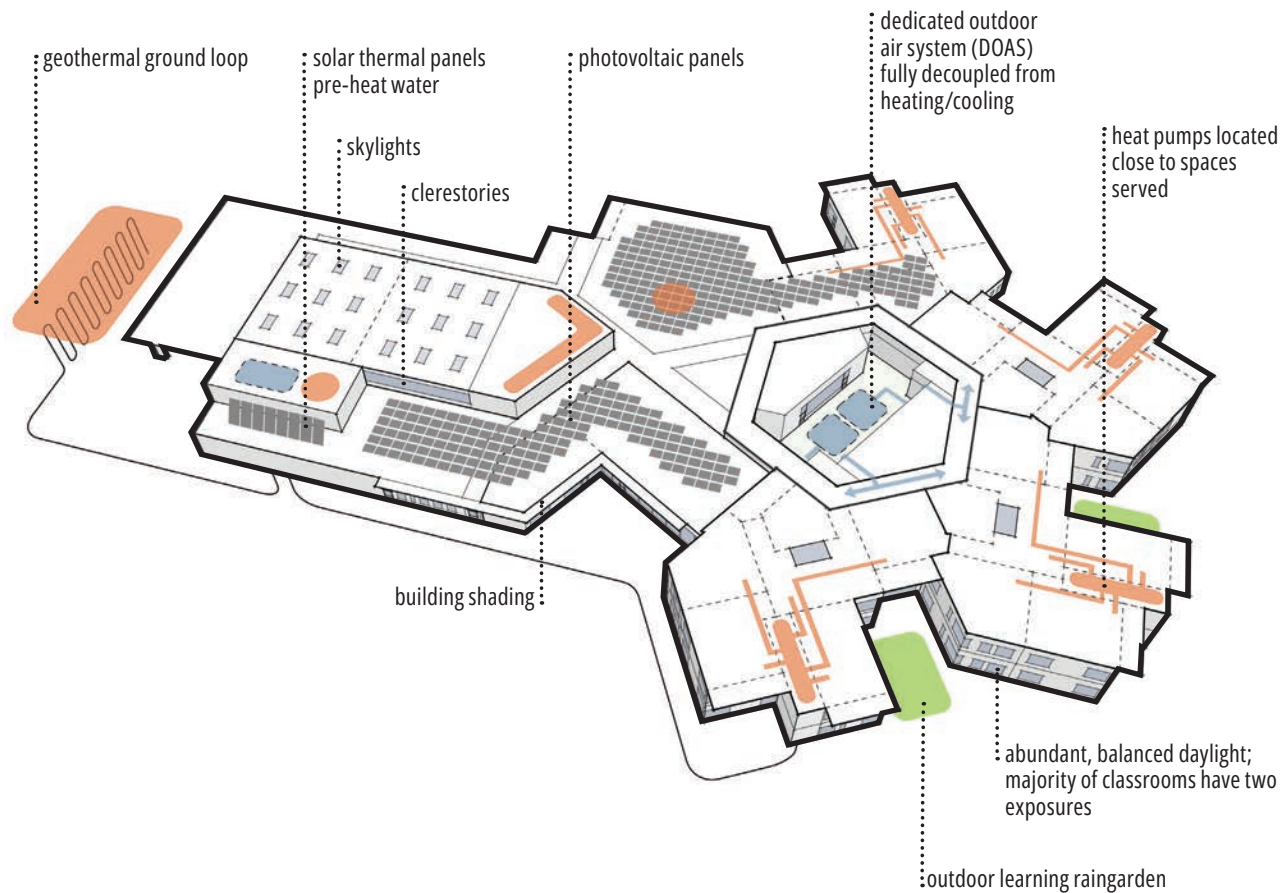 geothermal ground loop
solar thermal panels
pre-heat water
photovoltaic panels
dedicated outdoor
air system (DOAS)
fully decoupled from
heating/cooling
heat pumps located
close to spaces
served
skylights
clerestories
building shading
abundant, balanced daylight;
majority of classrooms have two
exposures
outdoor learning raingarden